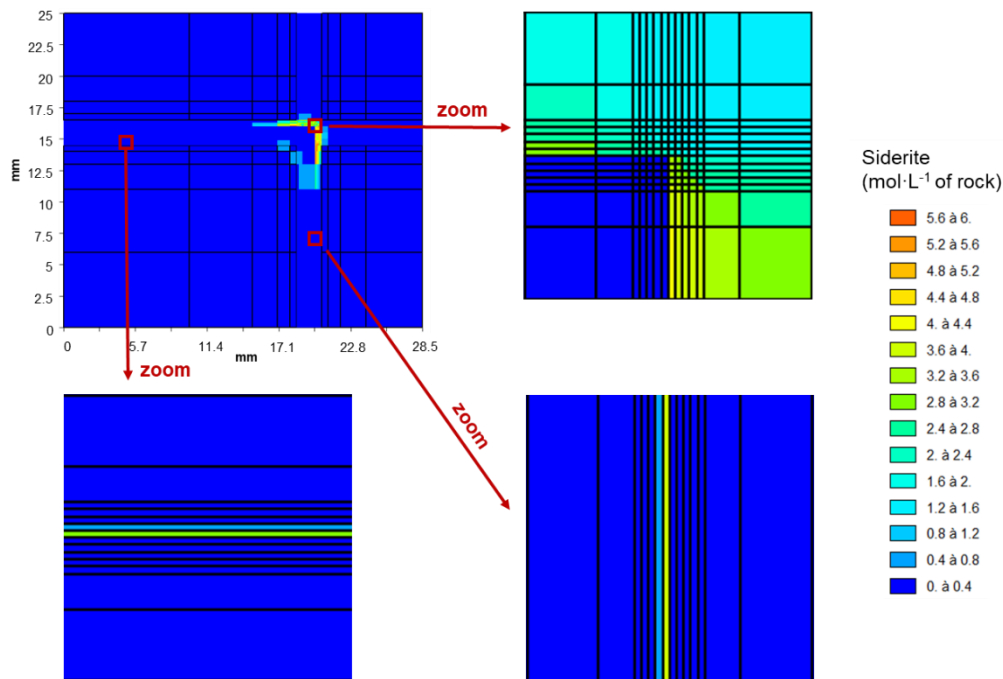 25
22.5
20
17.5
15
12.5
10
7.5
5
2.5
0
mm
0 5.7 11.4 17.1 22.8 28.5
mm
zoom
zoom
zoom
Siderite
(mol·L⁻¹ of rock)
5.6 à 6.
5.2 à 5.6
4.8 à 5.2
4.4 à 4.8
4. à 4.4
3.6 à 4.
3.2 à 3.6
2.8 à 3.2
2.4 à 2.8
2. à 2.4
1.6 à 2.
1.2 à 1.6
0.8 à 1.2
0.4 à 0.8
0. à 0.4